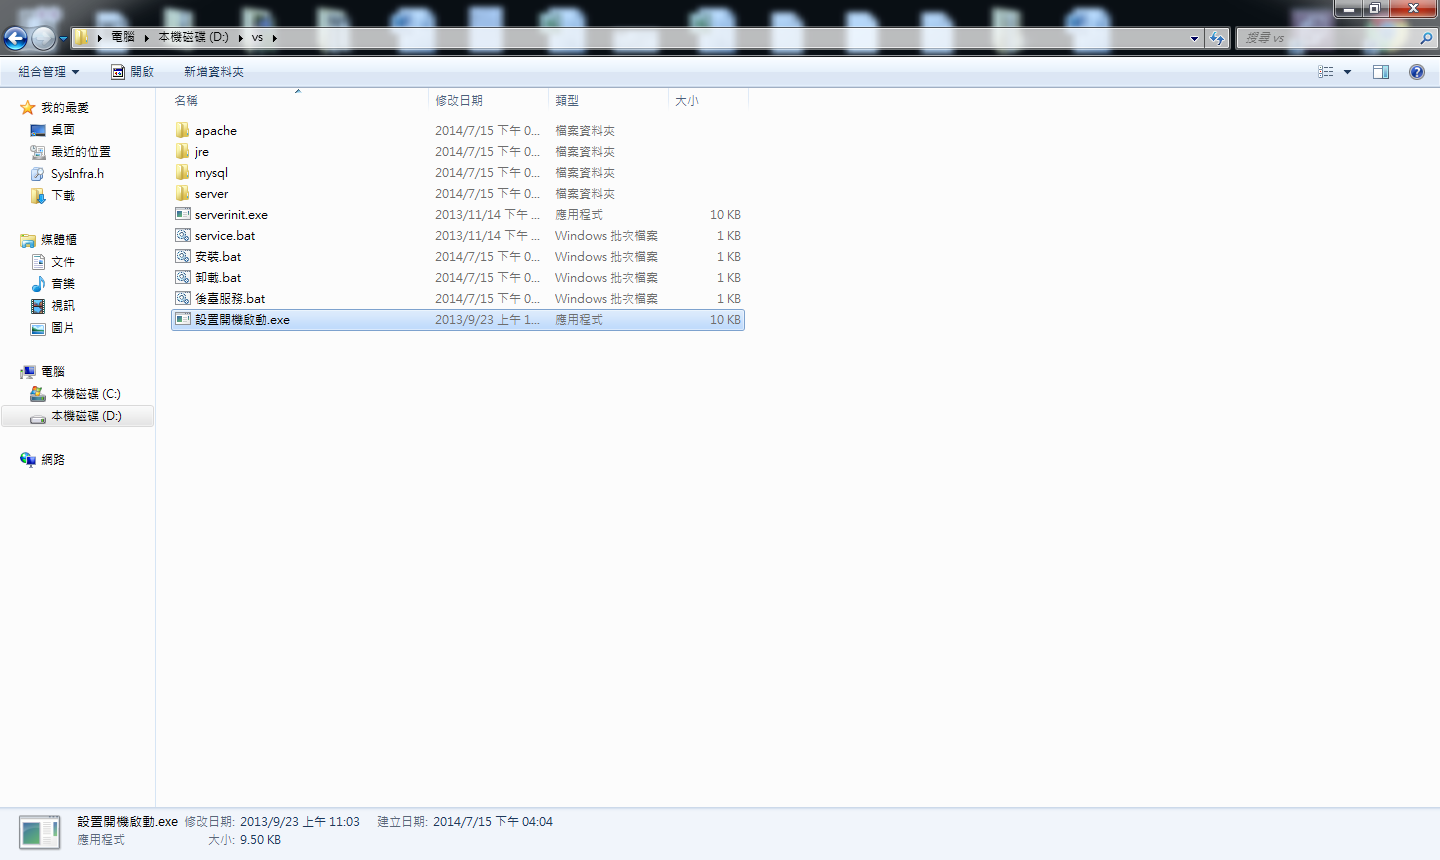 電腦 本機磁碟 (D:) vs
搜尋 vs
組合管理 開啟 新增資料夾
我的最愛
桌面
最近的位置
SysInfra.h
下載
媒體櫃
文件
音樂
視訊
圖片
電腦
本機磁碟 (C:)
本機磁碟 (D:)
網路
名稱 修改日期 類型 大小
apache 2014/7/15 下午 0... 檔案資料夾
jre 2014/7/15 下午 0... 檔案資料夾
mysql 2014/7/15 下午 0... 檔案資料夾
server 2014/7/15 下午 0... 檔案資料夾
serverinit.exe 2013/11/14 下午 ... 應用程式 10 KB
service.bat 2013/11/14 下午 ... Windows 批次檔案 1 KB
安裝.bat 2014/7/15 下午 0... Windows 批次檔案 1 KB
卸載.bat 2014/7/15 下午 0... Windows 批次檔案 1 KB
後臺服務.bat 2014/7/15 下午 0... Windows 批次檔案 1 KB
設置開機啟動.exe 2013/9/23 上午 1... 應用程式 10 KB
設置開機啟動.exe 修改日期: 2013/9/23 上午 11:03 建立日期: 2014/7/15 下午 04:04
應用程式 大小: 9.50 KB